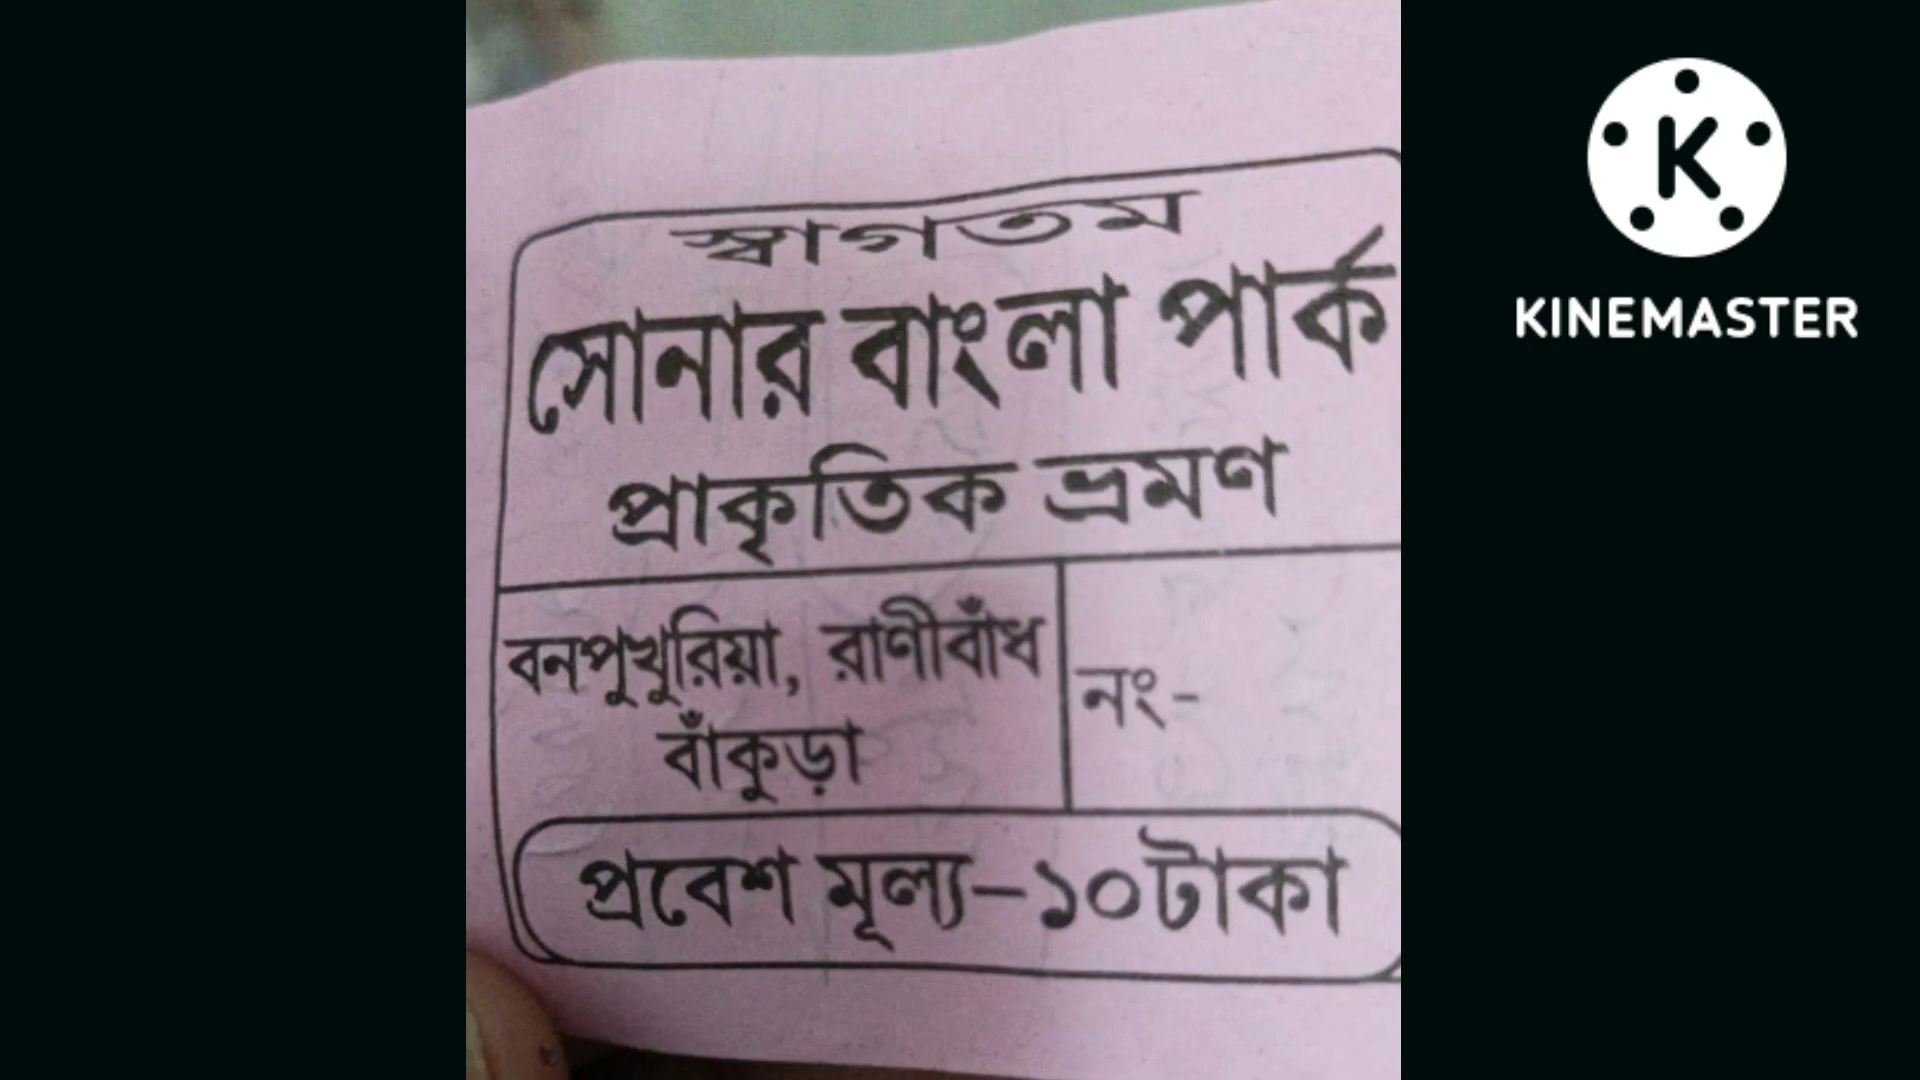 স্বাগতম
সোনার বাংলা পার্ক
প্রাকৃতিক ভ্রমণ
বনপুখুরিয়া, রাণীবাঁধ
বাঁকুড়া
নং-
প্রবেশ মূল্য-১০টাকা
K
KINEMASTER